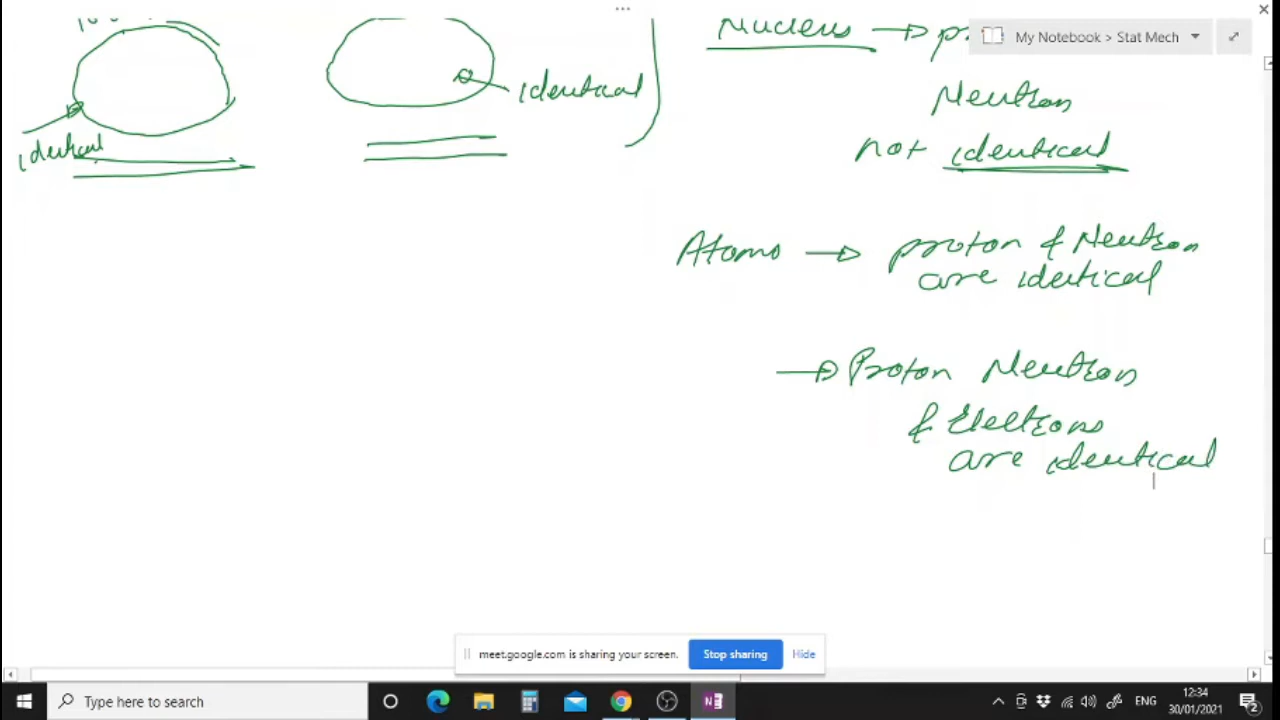 identical
identical
Nucleus → p
Neutron
not identical
Atomo → proton & Neutron
are identical
→ Proton Neutron
& Electrons
are identical
My Notebook > Stat Mech
meet.google.com is sharing your screen.
Stop sharing
Hide
Type here to search
ENG
12:34
30/01/2021
2